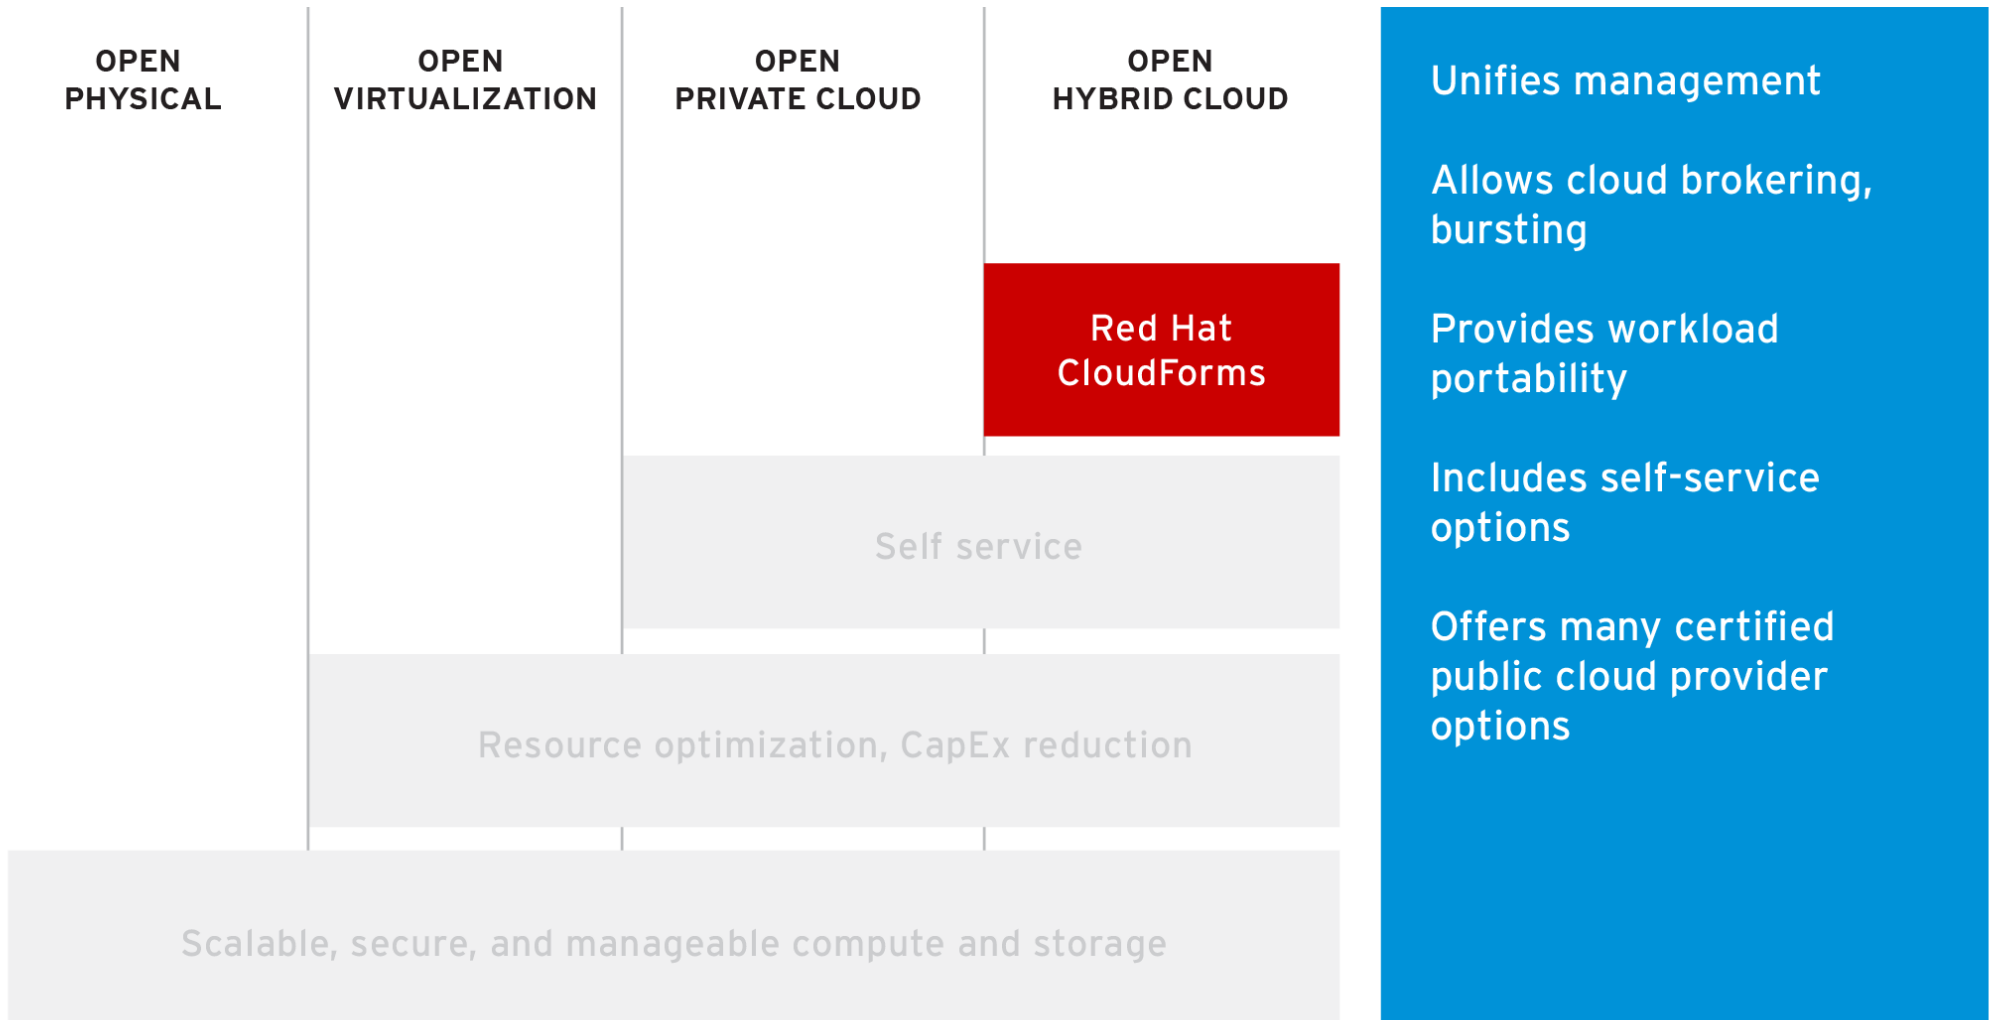 OPEN
PHYSICAL
OPEN
VIRTUALIZATION
OPEN
PRIVATE CLOUD
OPEN
HYBRID CLOUD
Red Hat
CloudForms
Self service
Resource optimization, CapEx reduction
Scalable, secure, and manageable compute and storage
Unifies management
Allows cloud brokering,
bursting
Provides workload
portability
Includes self-service
options
Offers many certified
public cloud provider
options